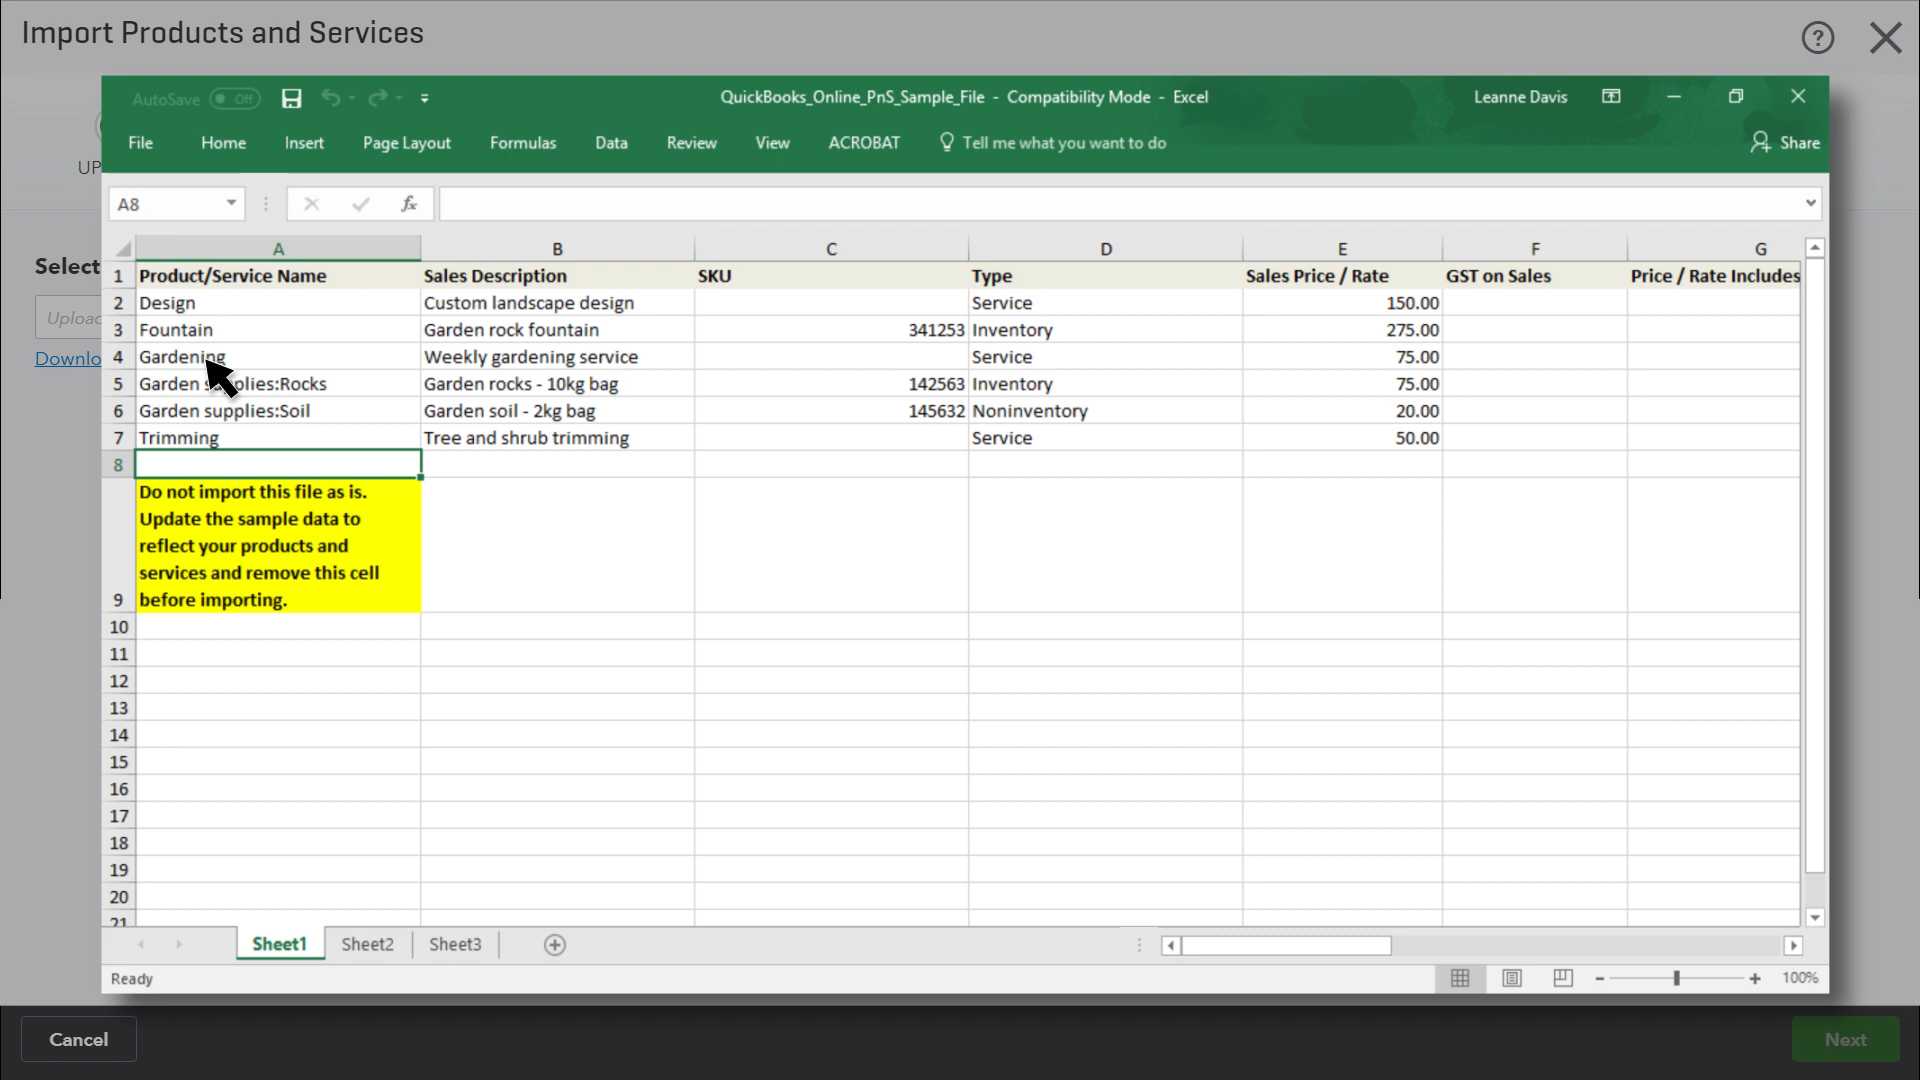 Import Products and Services
?
AutoSave Off
QuickBooks_Online_PnS_Sample_File - Compatibility Mode - Excel
Leanne Davis
File Home Insert Page Layout Formulas Data Review View ACROBAT Tell me what you want to do Share
UP
A8 fx
Select
Downlo
A B C D E F G
1 Product/Service Name Sales Description SKU Type Sales Price / Rate GST on Sales Price / Rate Includes
2 Design Custom landscape design Service 150.00
3 Fountain Garden rock fountain 341253 Inventory 275.00
4 Gardening Weekly gardening service Service 75.00
5 Garden supplies:Rocks Garden rocks - 10kg bag 142563 Inventory 75.00
6 Garden supplies:Soil Garden soil - 2kg bag 145632 Noninventory 20.00
7 Trimming Tree and shrub trimming Service 50.00
8
Do not import this file as is.
Update the sample data to
reflect your products and
services and remove this cell
9 before importing.
10
11
12
13
14
15
16
17
18
19
20
21
Sheet1 Sheet2 Sheet3
Ready 100%
Cancel Next